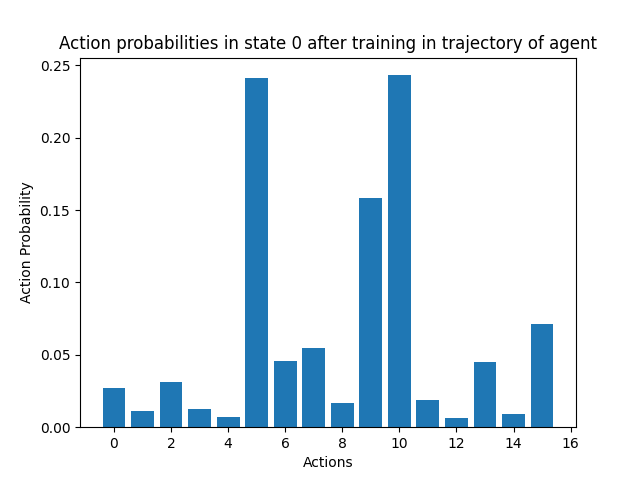 Action probabilities in state 0 after training in trajectory of agent
0.25
0.20
0.15
0.10
0.05
0.00
Action Probability
0 2 4 6 8 10 12 14 16
Actions